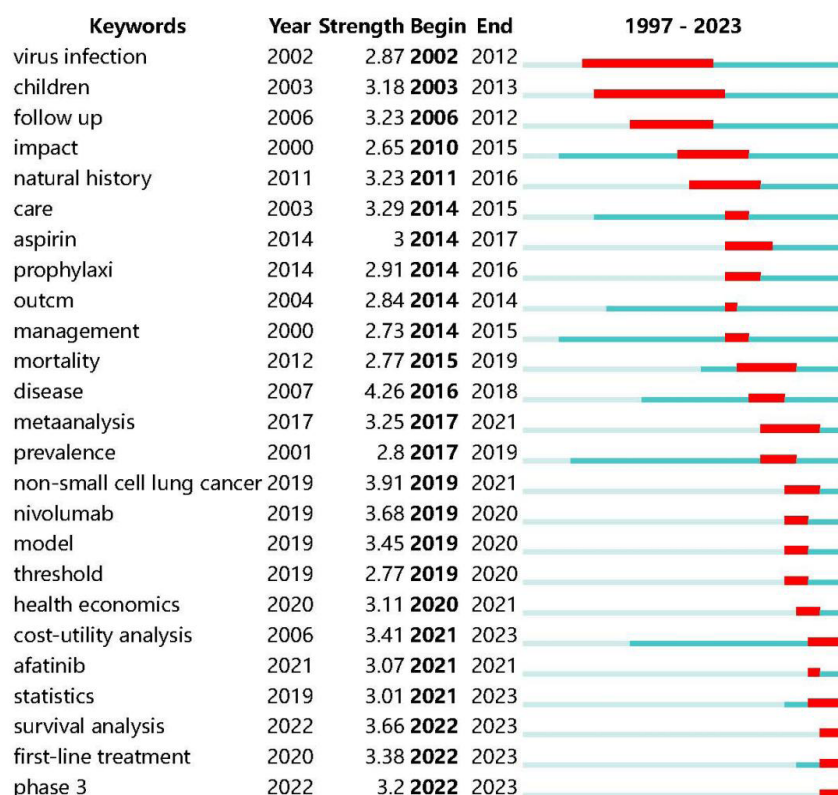 Keywords Year Strength Begin End 1997 - 2023
virus infection 2002 2.87 2002 2012
children 2003 3.18 2003 2013
follow up 2006 3.23 2006 2012
impact 2000 2.65 2010 2015
natural history 2011 3.23 2011 2016
care 2003 3.29 2014 2015
aspirin 2014 3 2014 2017
prophylaxi 2014 2.91 2014 2016
outcm 2004 2.84 2014 2014
management 2000 2.73 2014 2015
mortality 2012 2.77 2015 2019
disease 2007 4.26 2016 2018
metaanalysis 2017 3.25 2017 2021
prevalence 2001 2.8 2017 2019
non-small cell lung cancer 2019 3.91 2019 2021
nivolumab 2019 3.68 2019 2020
model 2019 3.45 2019 2020
threshold 2019 2.77 2019 2020
health economics 2020 3.11 2020 2021
cost-utility analysis 2006 3.41 2021 2023
afatinib 2021 3.07 2021 2021
statistics 2019 3.01 2021 2023
survival analysis 2022 3.66 2022 2023
first-line treatment 2020 3.38 2022 2023
phase 3 2022 3.2 2022 2023